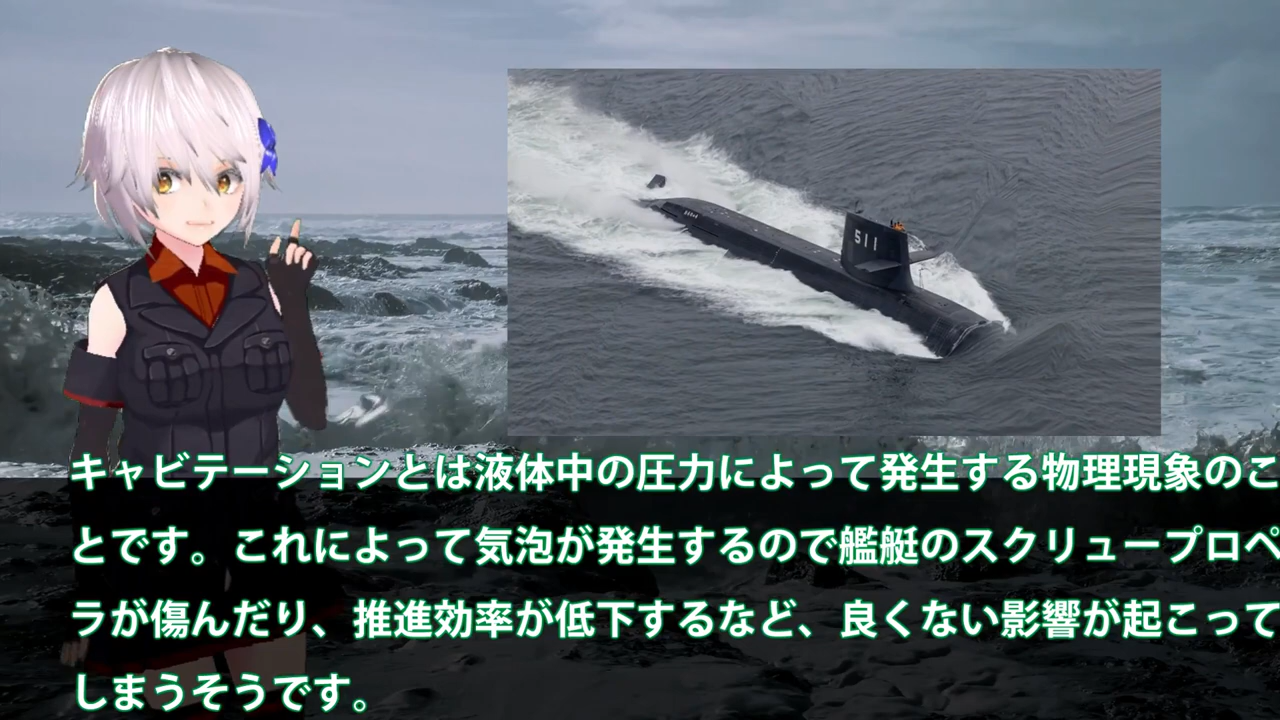 511
キャビテーションとは液体中の圧力によって発生する物理現象のこ
とです。これによって気泡が発生するので艦艇のスクリュープロペ
ラが傷んだり、推進効率が低下するなど、良くない影響が起こって
しまうそうです。